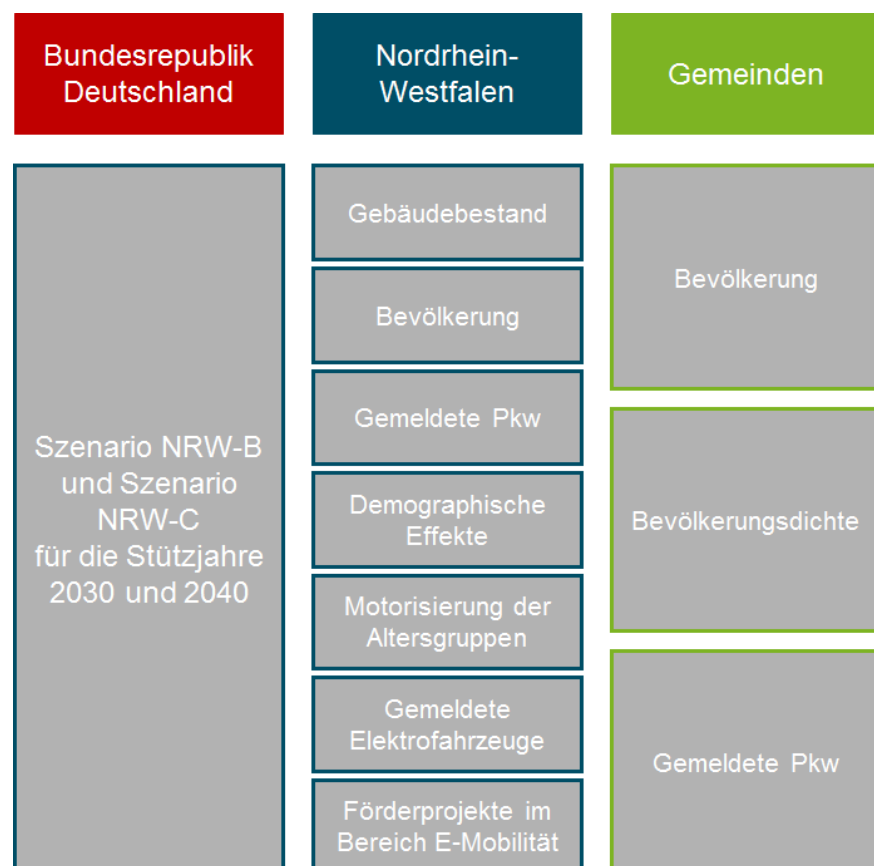 Bundesrepublik
Deutschland
Nordrhein-
Westfalen
Gemeinden
Szenario NRW-B
und Szenario
NRW-C
für die Stützjahre
2030 und 2040
Gebäudebestand
Bevölkerung
Gemeldete Pkw
Demographische
Effekte
Motorisierung der
Altersgruppen
Gemeldete
Elektrofahrzeuge
Förderprojekte im
Bereich E-Mobilität
Bevölkerung
Bevölkerungsdichte
Gemeldete Pkw